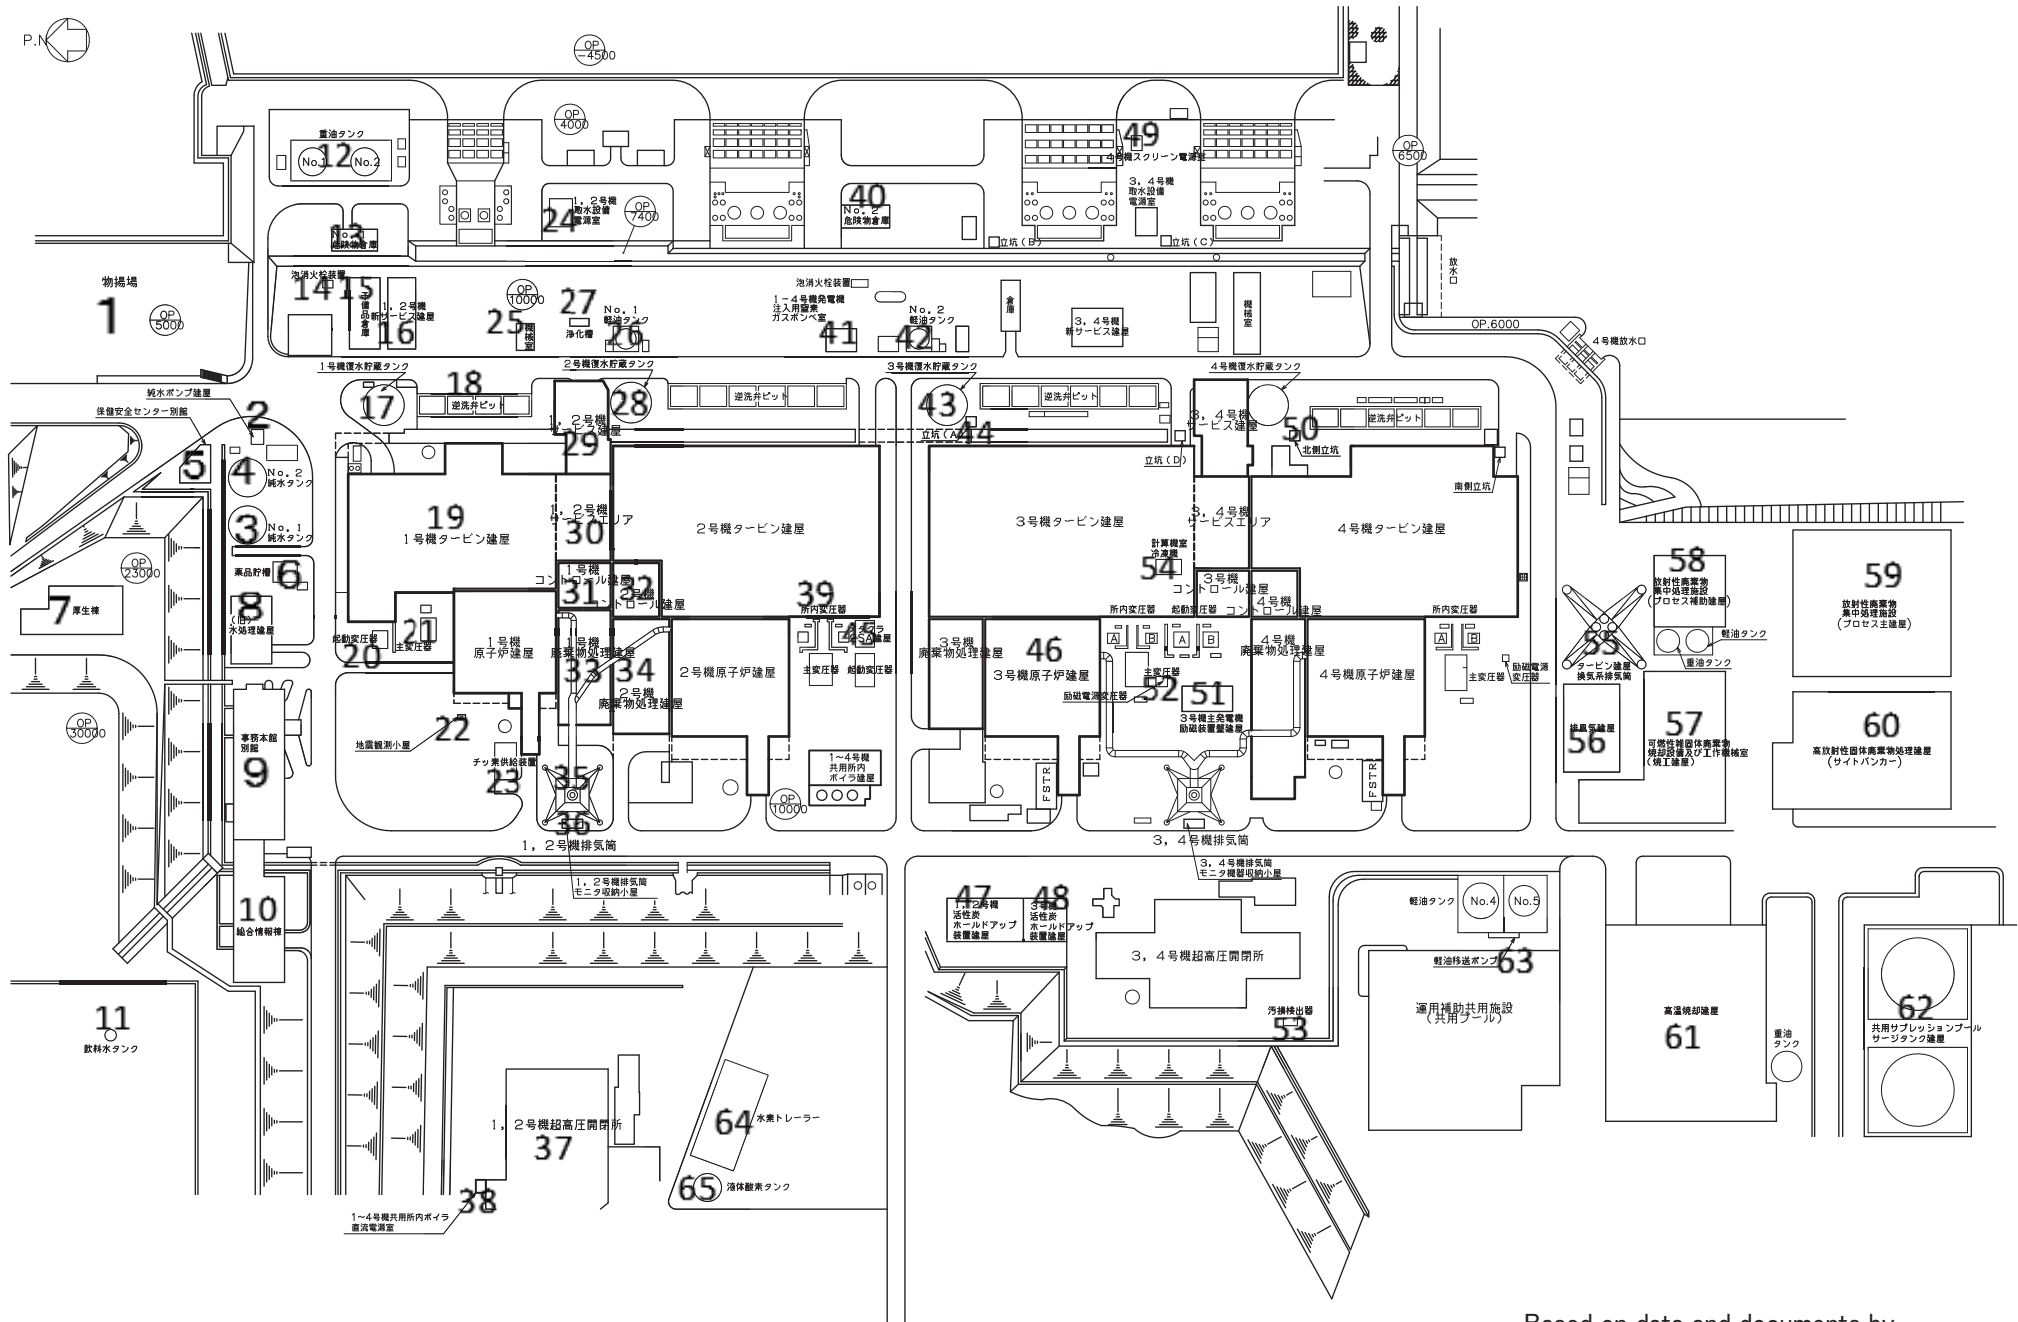 P.N
OP
-4500
OP
4000
重油タンク
No.1
12
No.2
49
4号機スクリーン電源室
OP
6500
1,2号機
取水設備
電源室
24
OP
7400
40
No.2
危険物倉庫
3,4号機
取水設備
電源室
13
危険物倉庫
立坑(B)
立坑(C)
物揚場
1
OP
5000
泡消火栓装置
14
15
予備品倉庫
1,2号機
新サービス建屋
16
OP
10000
25
機械室
27
浄化槽
No.1
軽油タンク
26
泡消火栓装置
1-4号機発電機
注入用窒素
ガスボンベ室
41
No.2
軽油タンク
42
倉庫
3,4号機
新サービス建屋
機械室
放水口
OP.6000
4号機放水口
1号機復水貯蔵タンク
2号機復水貯蔵タンク
3号機復水貯蔵タンク
4号機復水貯蔵タンク
純水ポンプ建屋
保健安全センター別館
2
17
18
逆洗弁ピット
28
逆洗弁ピット
43
逆洗弁ピット
逆洗弁ピット
1,2号機
サービス建屋
29
立坑(A)
44
3,4号機
サービス建屋
50
北側立坑
立坑(D)
南側立坑
5
4
No.2
純水タンク
3
No.1
純水タンク
19
1号機タービン建屋
1,2号機
サービスエリア
30
2号機タービン建屋
3号機タービン建屋
3,4号機
サービスエリア
4号機タービン建屋
計算機室
冷凍機
54
OP
23000
薬品貯槽
6
1号機
コントロール建屋
31
32
コントロール建屋
3号機
コントロール建屋
4号機
コントロール建屋
58
放射性廃棄物
集中処理施設
(プロセス補助建屋)
59
放射性廃棄物
集中処理施設
(プロセス主建屋)
7
厚生棟
8
(旧)
水処理建屋
起動変圧器
20
21
主変圧器
1号機
原子炉建屋
1号機
廃棄物処理建屋
33
34
2号機
廃棄物処理建屋
2号機原子炉建屋
39
所内変圧器
45
主変圧器
起動変圧器
3号機
廃棄物処理建屋
46
3号機原子炉建屋
所内変圧器
起動変圧器
A
B
A
B
主変圧器
52
励磁電源変圧器
51
3号機主発電機
励磁装置盤建屋
4号機
廃棄物処理建屋
4号機原子炉建屋
所内変圧器
A
B
主変圧器
励磁電源
変圧器
55
タービン建屋
換気系排気筒
軽油タンク
重油タンク
OP
30000
事務本館
別館
9
22
地震観測小屋
チッ素供給装置
23
35
36
1,2号機排気筒
1~4号機
共用所内
ボイラ建屋
OP
10000
FSTR
FSTR
3,4号機排気筒
排気建屋
56
57
可燃性雑固体廃棄物
焼却設備及び工作機械室
(焼工建屋)
60
高放射性固体廃棄物処理建屋
(サイトバンカー)
1,2号機排気筒
モニタ収納小屋
3,4号機排気筒
モニタ機器収納小屋
10
総合情報棟
47
1,2号機
活性炭
ホールドアップ
装置建屋
48
3号機
活性炭
ホールドアップ
装置建屋
3,4号機超高圧開閉所
軽油タンク
No.4
No.5
軽油移送ポンプ
63
運用補助共用施設
(共用プール)
高温焼却建屋
61
重油
タンク
62
共用サプレッションプール
サージタンク建屋
汚損検出器
53
11
飲料水タンク
1,2号機超高圧開閉所
37
38
1~4号機共用所内ボイラ
直流電源室
64
水素トレーラー
65
液体酸素タンク
Based on data and documents by